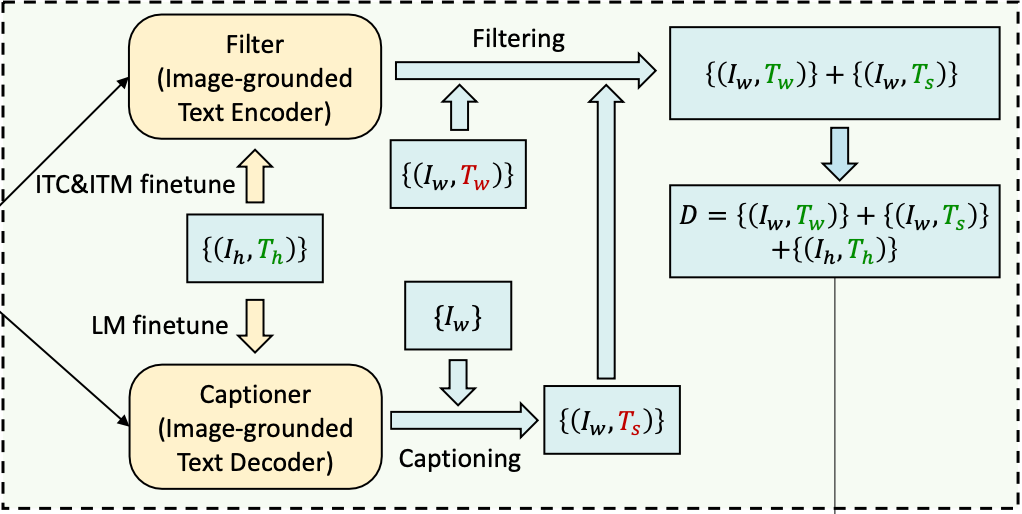 Filter
(Image-grounded
Text Encoder)
Filtering
{(I_w, T_w)} + {(I_w, T_s)}
ITC&ITM finetune
{(I_w, T_w)}
{(I_h, T_h)}
D = {(I_w, T_w)} + {(I_w, T_s)}
+{(I_h, T_h)}
LM finetune
{I_w}
Captioner
(Image-grounded
Text Decoder)
Captioning
{(I_w, T_s)}